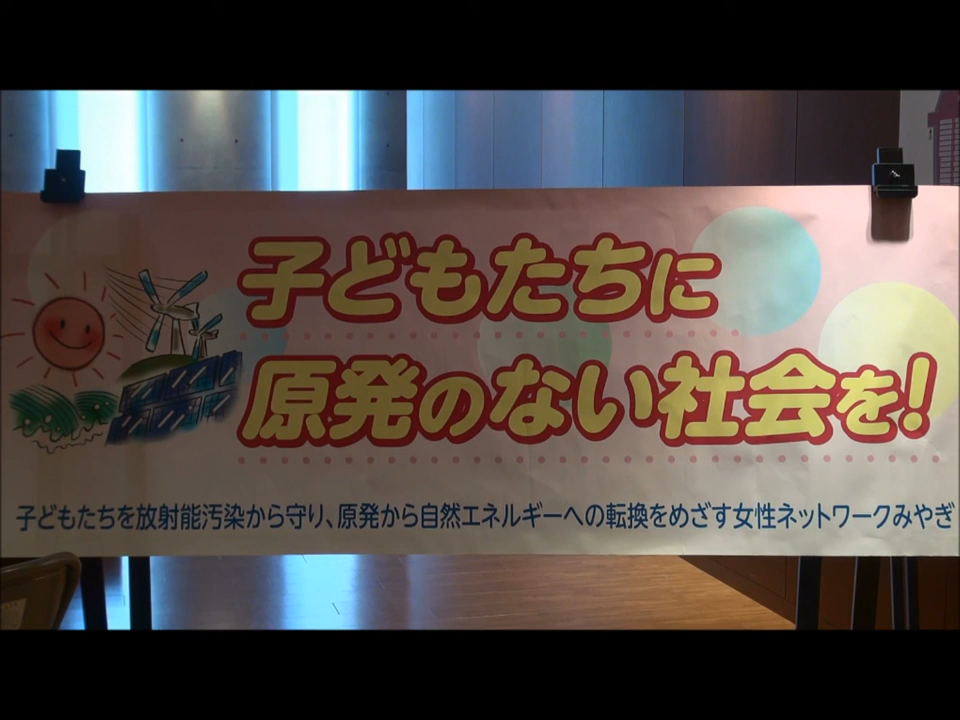 子どもたちに
原発のない社会を!
子どもたちを放射能汚染から守り、原発から自然エネルギーへの転換をめざす女性ネットワークみやぎ